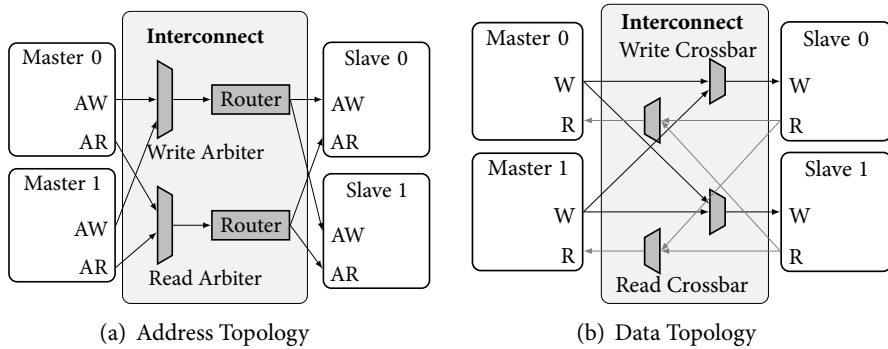 Interconnect
Master 0
AW
AR
Master 1
AW
AR
Write Arbiter
Router
Router
Read Arbiter
Slave 0
AW
AR
Slave 1
AW
AR
(a) Address Topology
Interconnect
Write Crossbar
Master 0
W
R
Master 1
W
R
Read Crossbar
Slave 0
W
R
Slave 1
W
R
(b) Data Topology